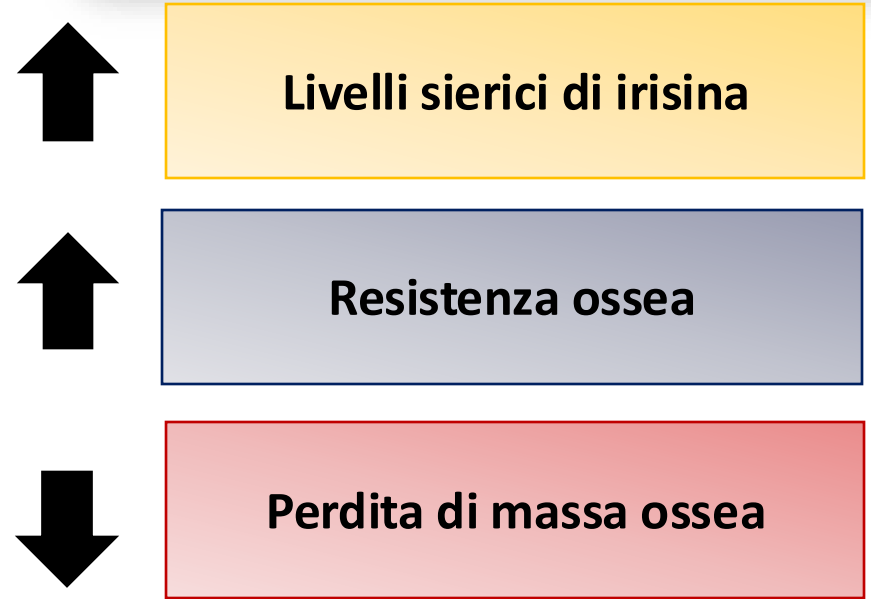 Livelli sierici di irisina
Resistenza ossea
Perdita di massa ossea